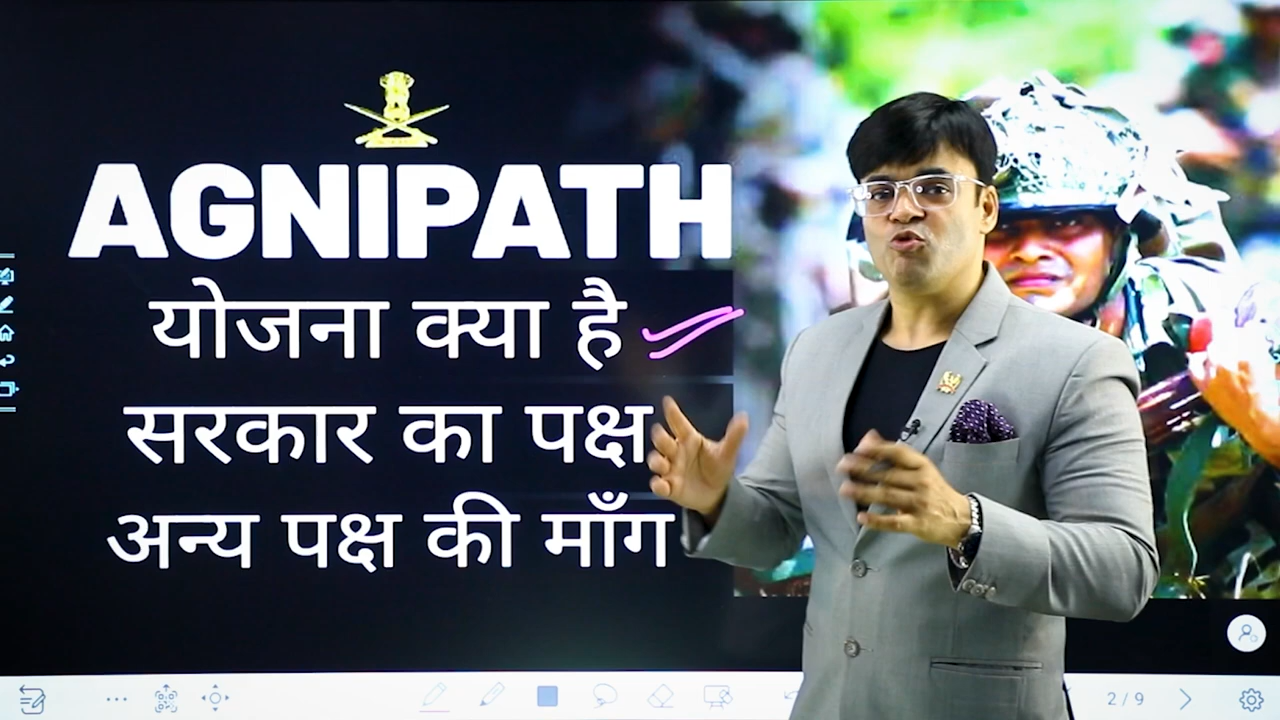 AGNIPATH
योजना क्या है
सरकार का पक्ष
अन्य पक्ष की माँग
2/9